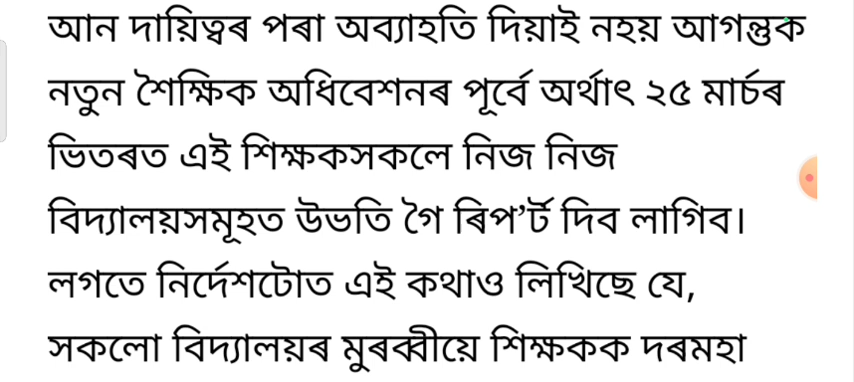 আন দায়িত্বৰ পৰা অব্যাহতি দিয়াই নহয় আগন্তুক
নতুন শৈক্ষিক অধিবেশনৰ পূৰ্বে অৰ্থাৎ ২৫ মাৰ্চৰ
ভিতৰত এই শিক্ষকসকলে নিজ নিজ
বিদ্যালয়সমূহত উভতি গৈ ৰিপ’ৰ্ট দিব লাগিব।
লগতে নিৰ্দেশটোত এই কথাও লিখিছে যে,
সকলো বিদ্যালয়ৰ মুৰব্বীয়ে শিক্ষকক দৰমহা